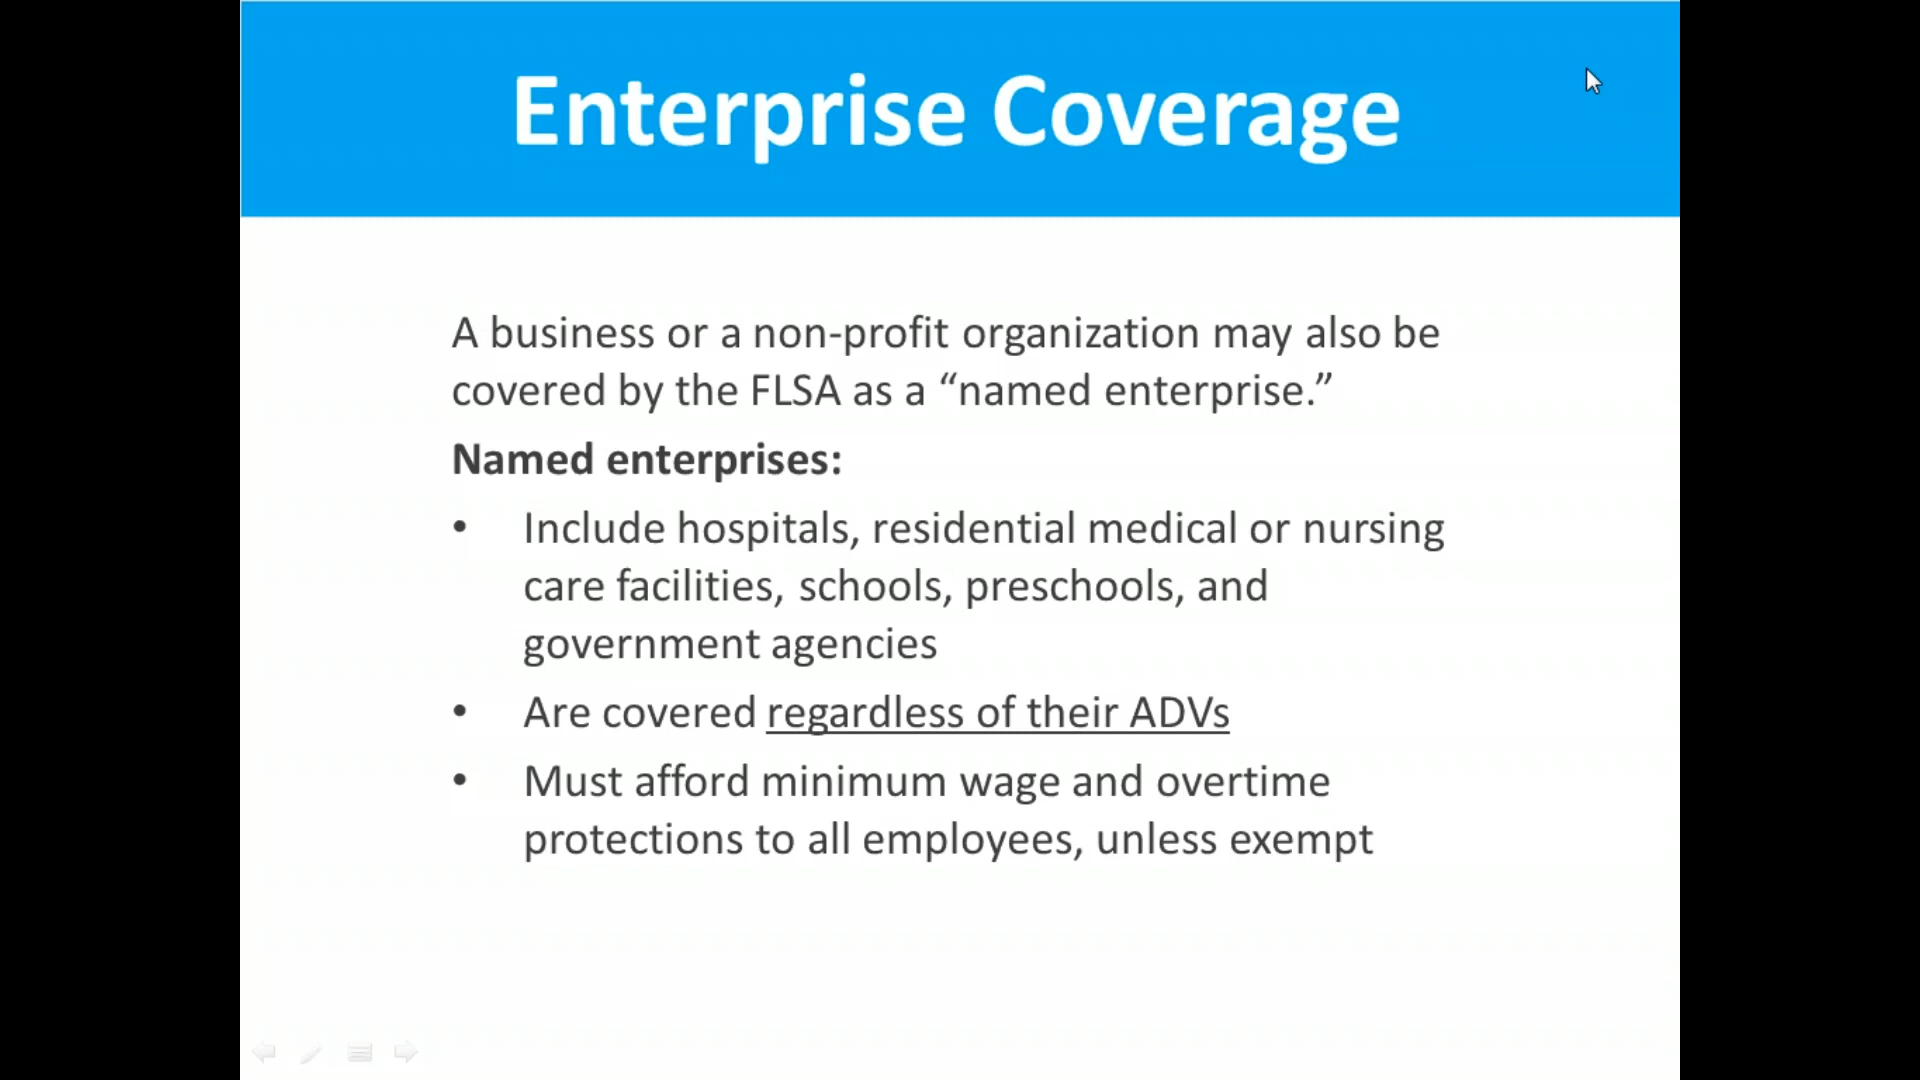 Enterprise Coverage
A business or a non-profit organization may also be
covered by the FLSA as a “named enterprise.”
Named enterprises:
• Include hospitals, residential medical or nursing
care facilities, schools, preschools, and
government agencies
• Are covered regardless of their ADVs
• Must afford minimum wage and overtime
protections to all employees, unless exempt